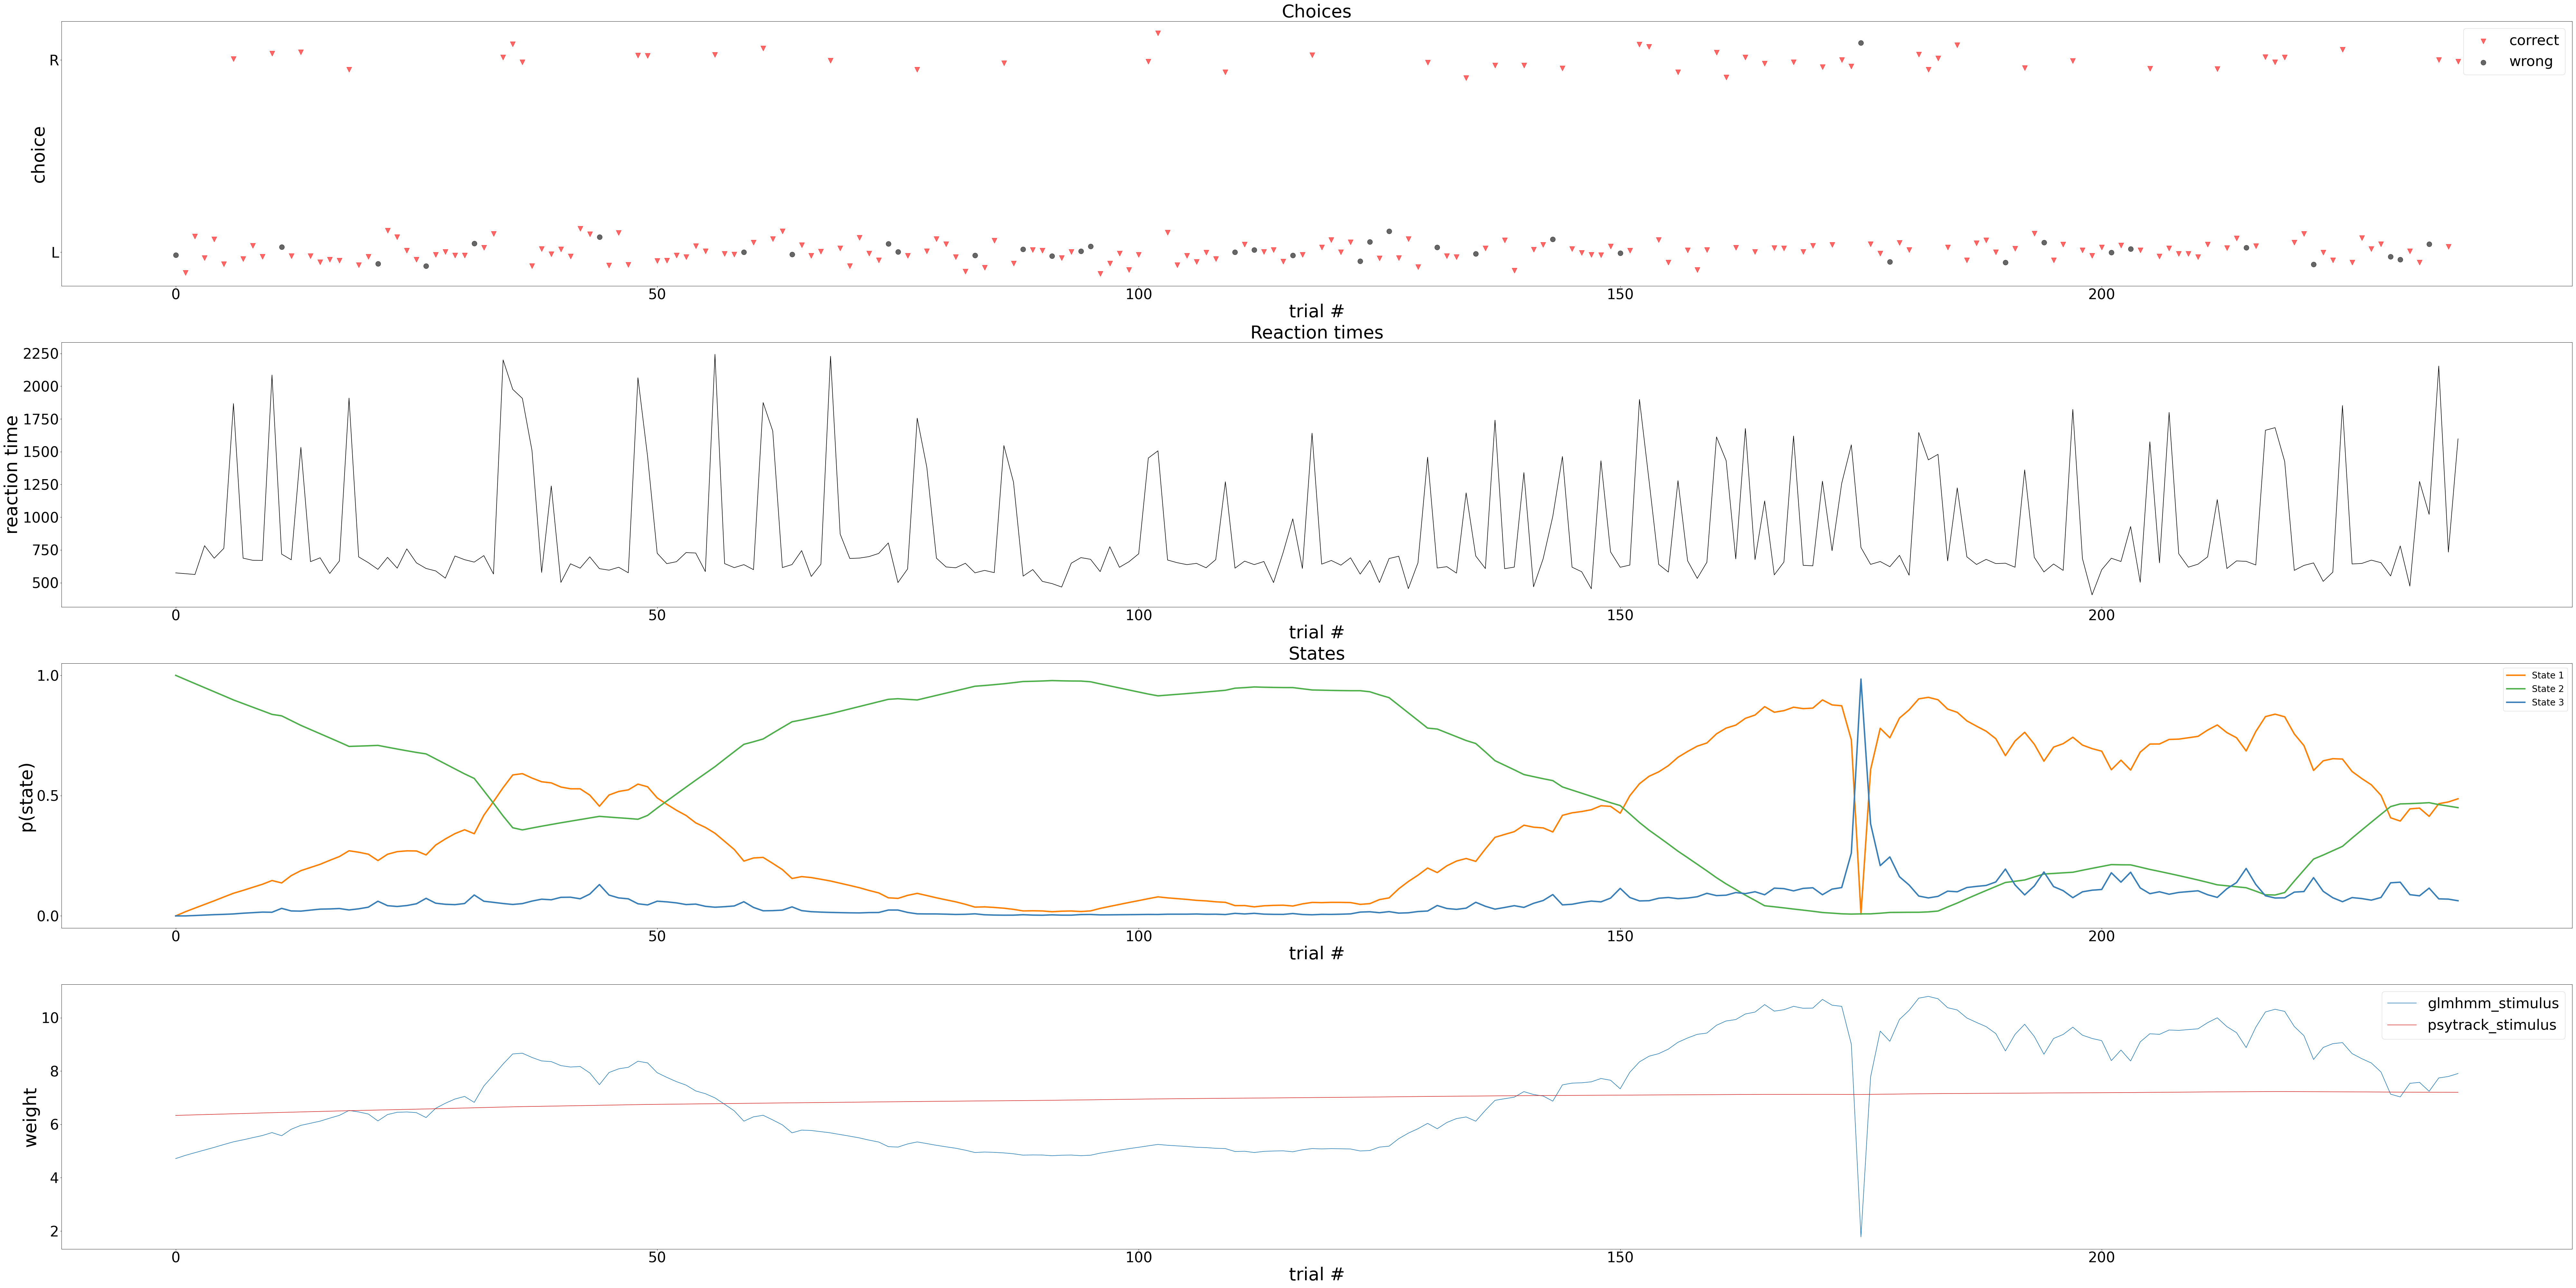 Choices
R
L
choice
correct
wrong
0 50 100 150 200
trial #
Reaction times
2250
2000
1750
1500
1250
1000
750
500
reaction time
0 50 100 150 200
trial #
States
1.0
0.5
0.0
p(state)
State 1
State 2
State 3
0 50 100 150 200
trial #
10
8
6
4
2
weight
glmhmm_stimulus
psytrack_stimulus
0 50 100 150 200
trial #